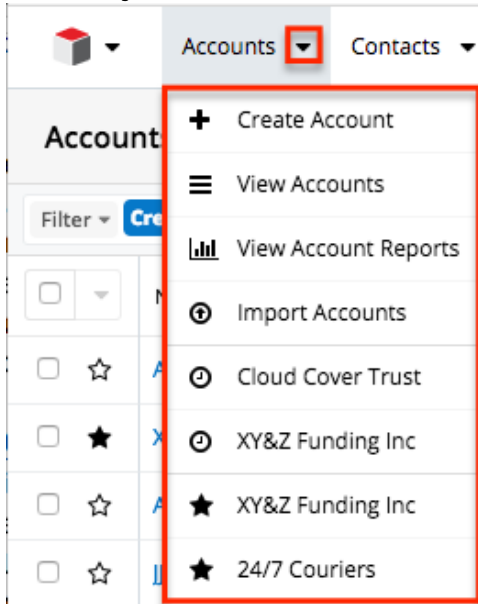 Accounts Contacts
Account
Create Account
View Accounts
Filter Cre
View Account Reports
Import Accounts
Cloud Cover Trust
XY&Z Funding Inc
XY&Z Funding Inc
24/7 Couriers